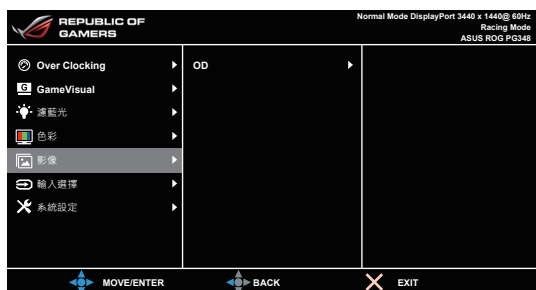 REPUBLIC OF
GAMERS
Normal Mode DisplayPort 3440 x 1440@ 60Hz
Racing Mode
ASUS ROG PG348
Over Clocking
OD
G GameVisual
濾藍光
色彩
影像
輸入選擇
系統設定
MOVE/ENTER
BACK
EXIT